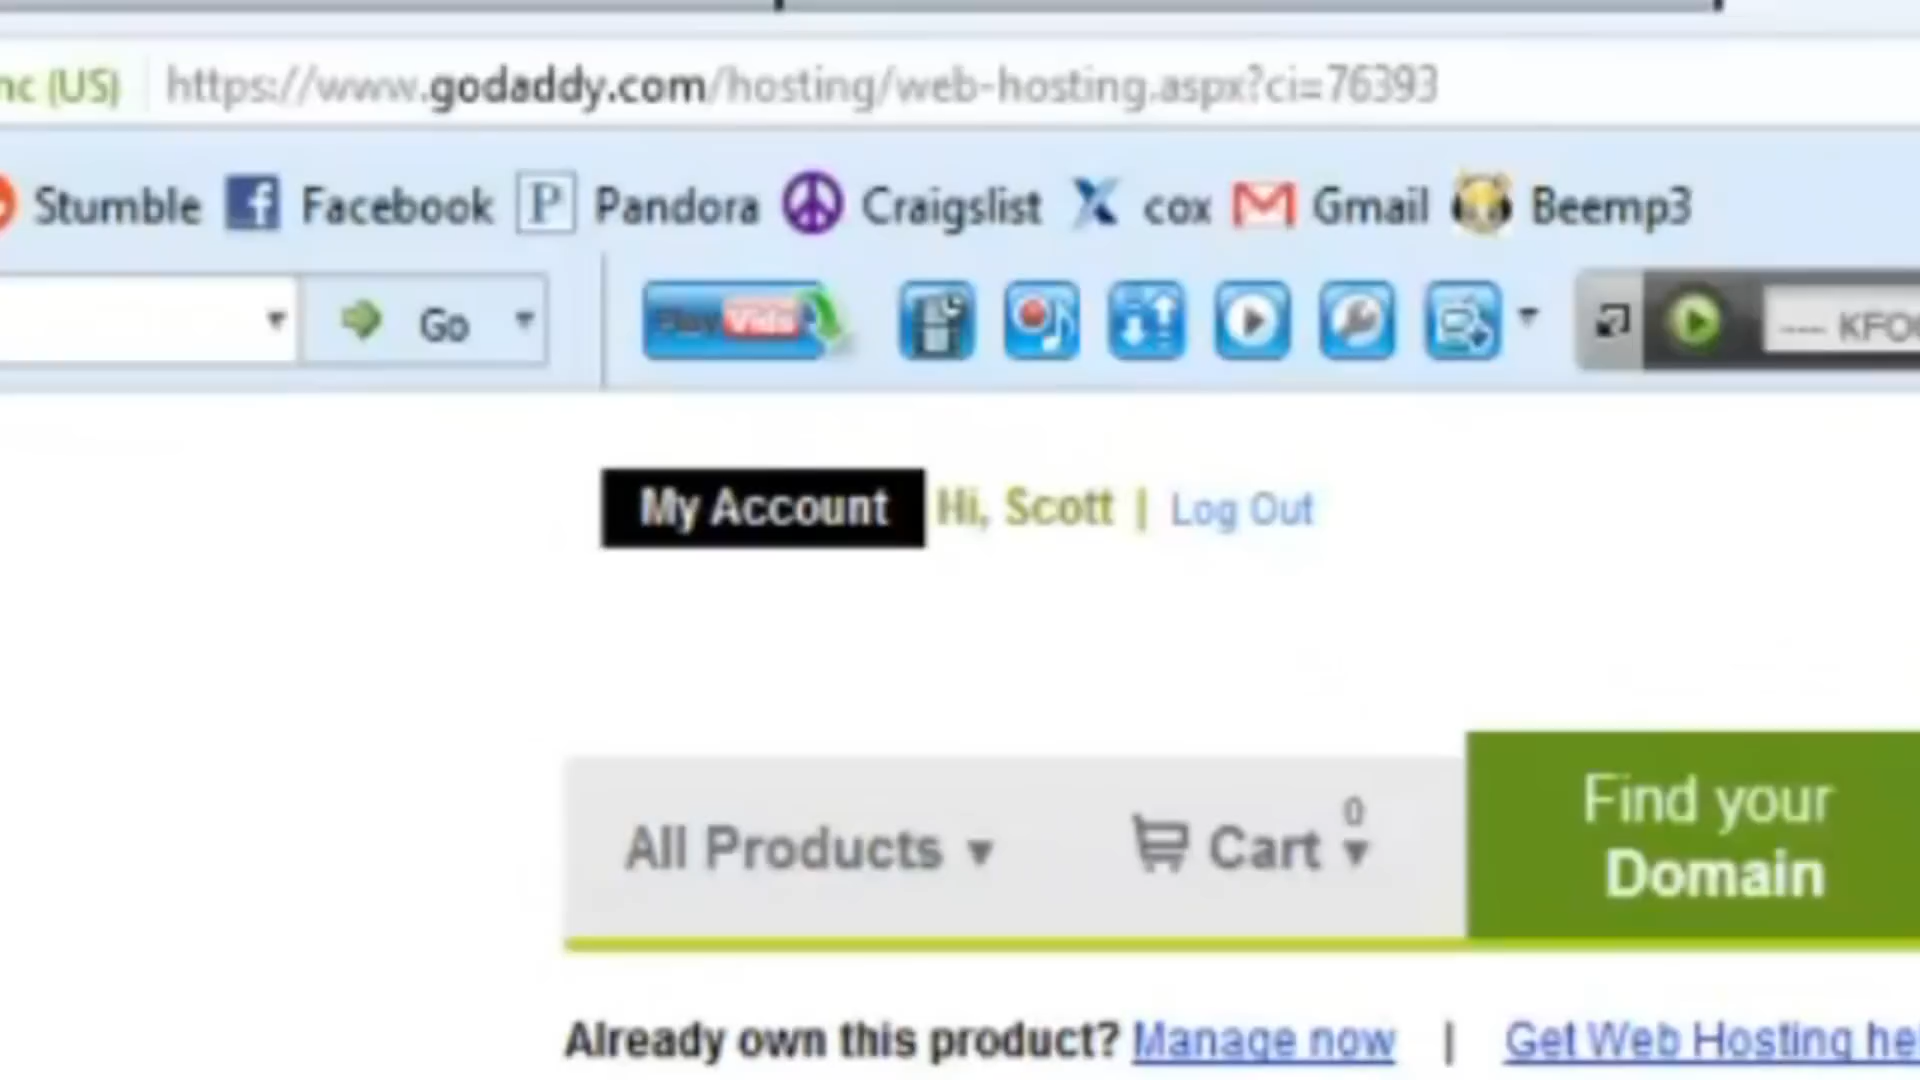 nc (US) https://www.godaddy.com/hosting/web-hosting.aspx?ci=76393
Stumble Facebook P Pandora Craigslist cox Gmail Beemp3
Go Vids ---- KFO
My Account Hi, Scott | Log Out
0
All Products Cart
Find your
Domain
Already own this product? Manage now | Get Web Hosting he